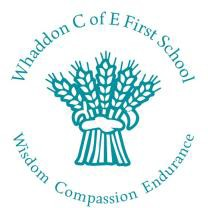 Whaddon C of E First School
Wisdom Compassion Endurance